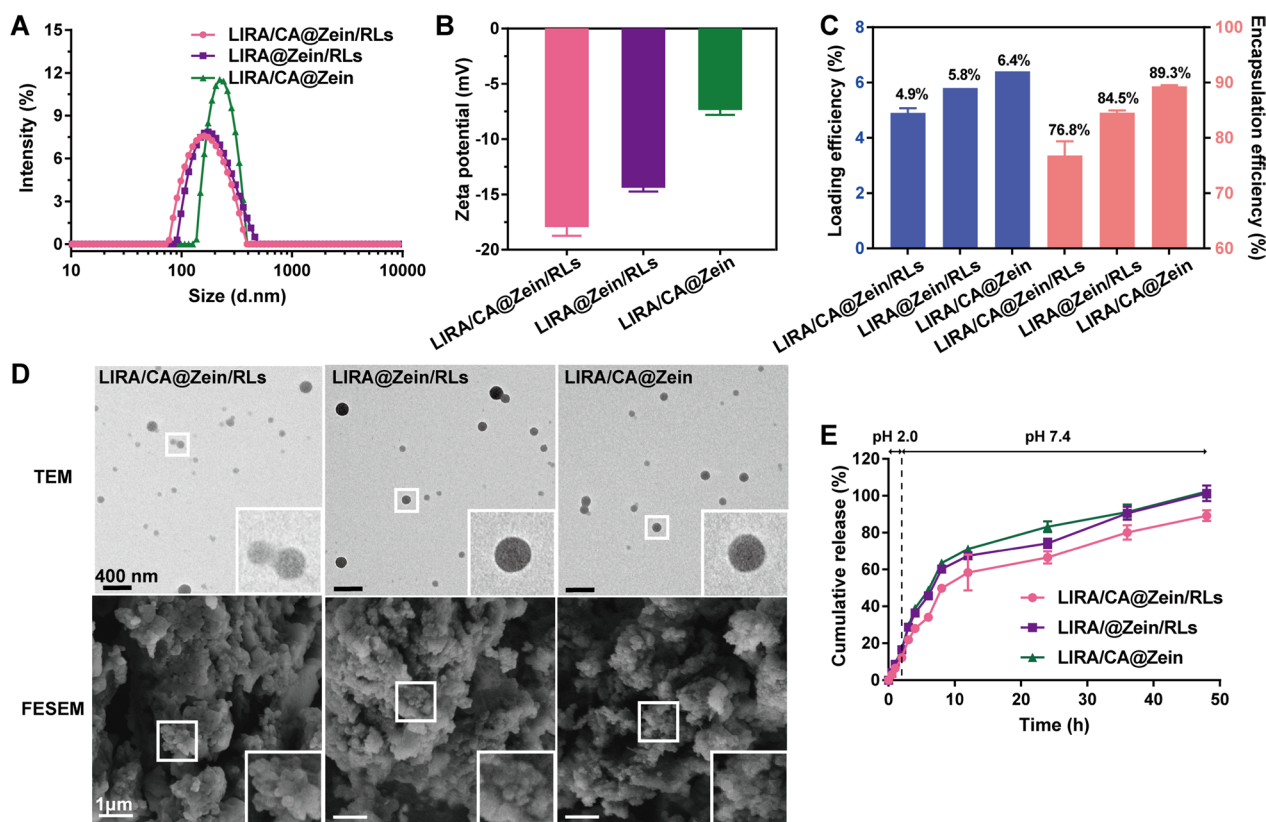 A
15
12
9
6
3
0
Intensity (%)
LIRA/CA@Zein/RLs
LIRA@Zein/RLs
LIRA/CA@Zein
10
100
1000
10000
Size (d.nm)
B
0
-5
-10
-15
-20
Zeta potential (mV)
LIRA/CA@Zein/RLs
LIRA@Zein/RLs
LIRA/CA@Zein
C
8
6
4
2
0
Loading efficiency (%)
4.9%
5.8%
6.4%
76.8%
84.5%
89.3%
100
90
80
70
60
Encapsulation efficiency (%)
LIRA/CA@Zein/RLs
LIRA@Zein/RLs
LIRA/CA@Zein
LIRA/CA@Zein/RLs
LIRA@Zein/RLs
LIRA/CA@Zein
D
LIRA/CA@Zein/RLs
LIRA@Zein/RLs
LIRA/CA@Zein
TEM
400 nm
FESEM
1μm
E
pH 2.0
pH 7.4
120
100
80
60
40
20
0
Cumulative release (%)
LIRA/CA@Zein/RLs
LIRA/@Zein/RLs
LIRA/CA@Zein
0
10
20
30
40
50
Time (h)